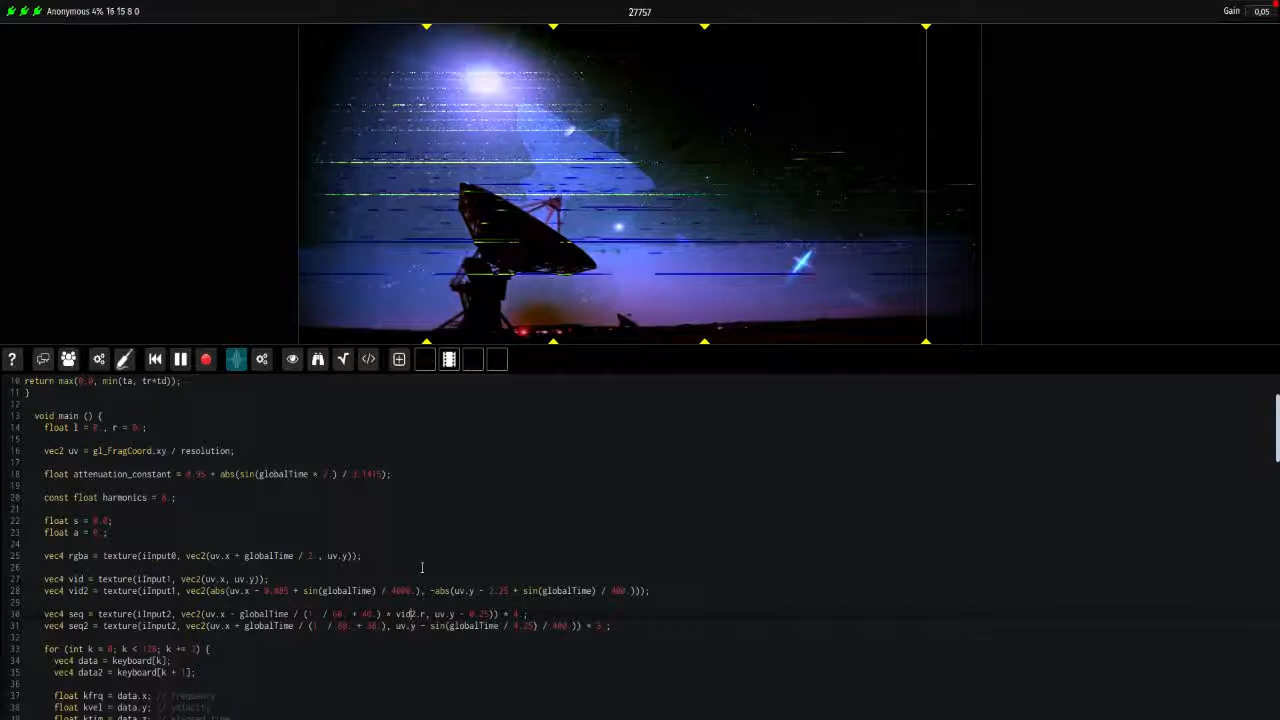 Anonymous 4% 16 15 8 0
27757
Gain 0,05
?
10 return max(0.0, min(ta, tr*td));
11 }
12
13 void main () {
14 float l = 0., r = 0.;
15
16 vec2 uv = gl_FragCoord.xy / resolution;
17
18 float attenuation_constant = 0.95 + abs(sin(globalTime * 2.) / 3.1415);
19
20 const float harmonics = 8.;
21
22 float s = 0.0;
23 float a = 0.;
24
25 vec4 rgba = texture(iInput0, vec2(uv.x + globalTime / 2., uv.y));
26
27 vec4 vid = texture(iInput1, vec2(uv.x, uv.y));
28 vec4 vid2 = texture(iInput1, vec2(abs(uv.x - 0.085 + sin(globalTime) / 4000.), -abs(uv.y - 2.25 + sin(globalTime) / 400.)));
29
30 vec4 seq = texture(iInput2, vec2(uv.x - globalTime / (1. / 60. + 40.) * vid2.r, uv.y - 0.25)) * 4.;
31 vec4 seq2 = texture(iInput2, vec2(uv.x + globalTime / (1. / 80. + 38.), uv.y - sin(globalTime / 4.25) / 400.)) * 3.;
32
33 for (int k = 0; k < 128; k += 2) {
34 vec4 data = keyboard[k];
35 vec4 data2 = keyboard[k + 1];
36
37 float kfrq = data.x; // frequency
38 float kvel = data.y; // velocity
float ktim = data.z; // elapsed time